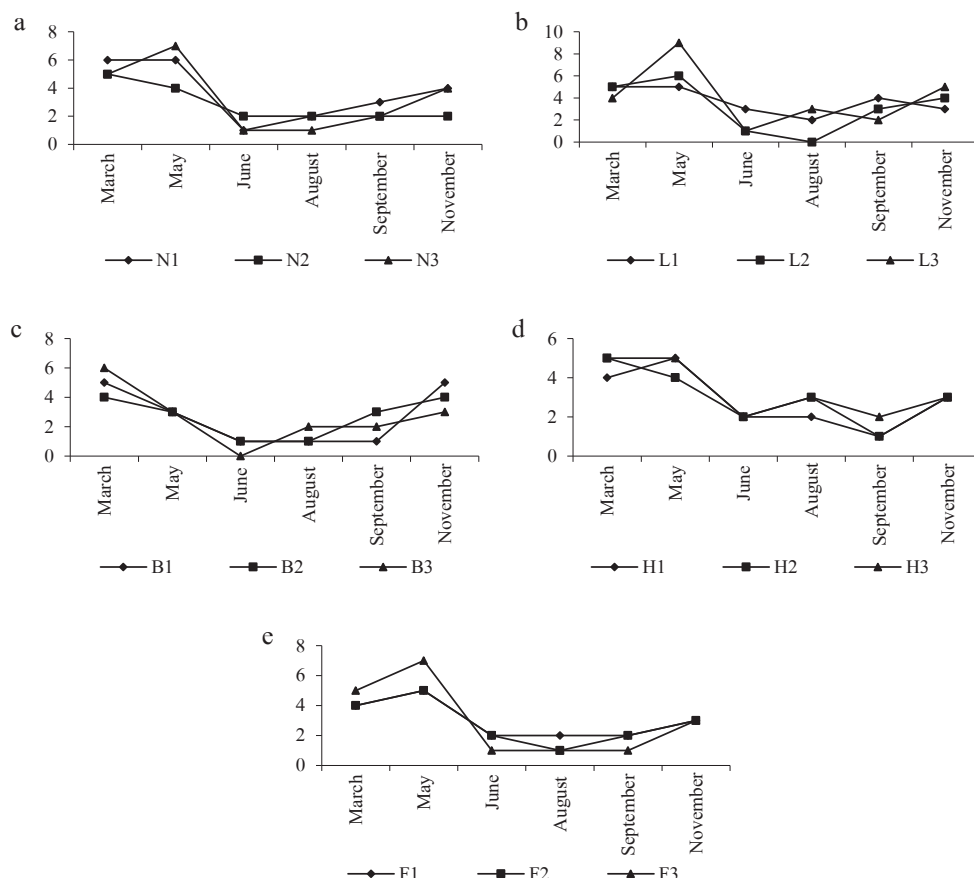 a
8
6
4
2
0
March
May
June
August
September
November
N1 N2 N3
b
10
8
6
4
2
0
March
May
June
August
September
November
L1 L2 L3
c
8
6
4
2
0
March
May
June
August
September
November
B1 B2 B3
d
6
4
2
0
March
May
June
August
September
November
H1 H2 H3
e
8
6
4
2
0
March
May
June
August
September
November
F1 F2 F3